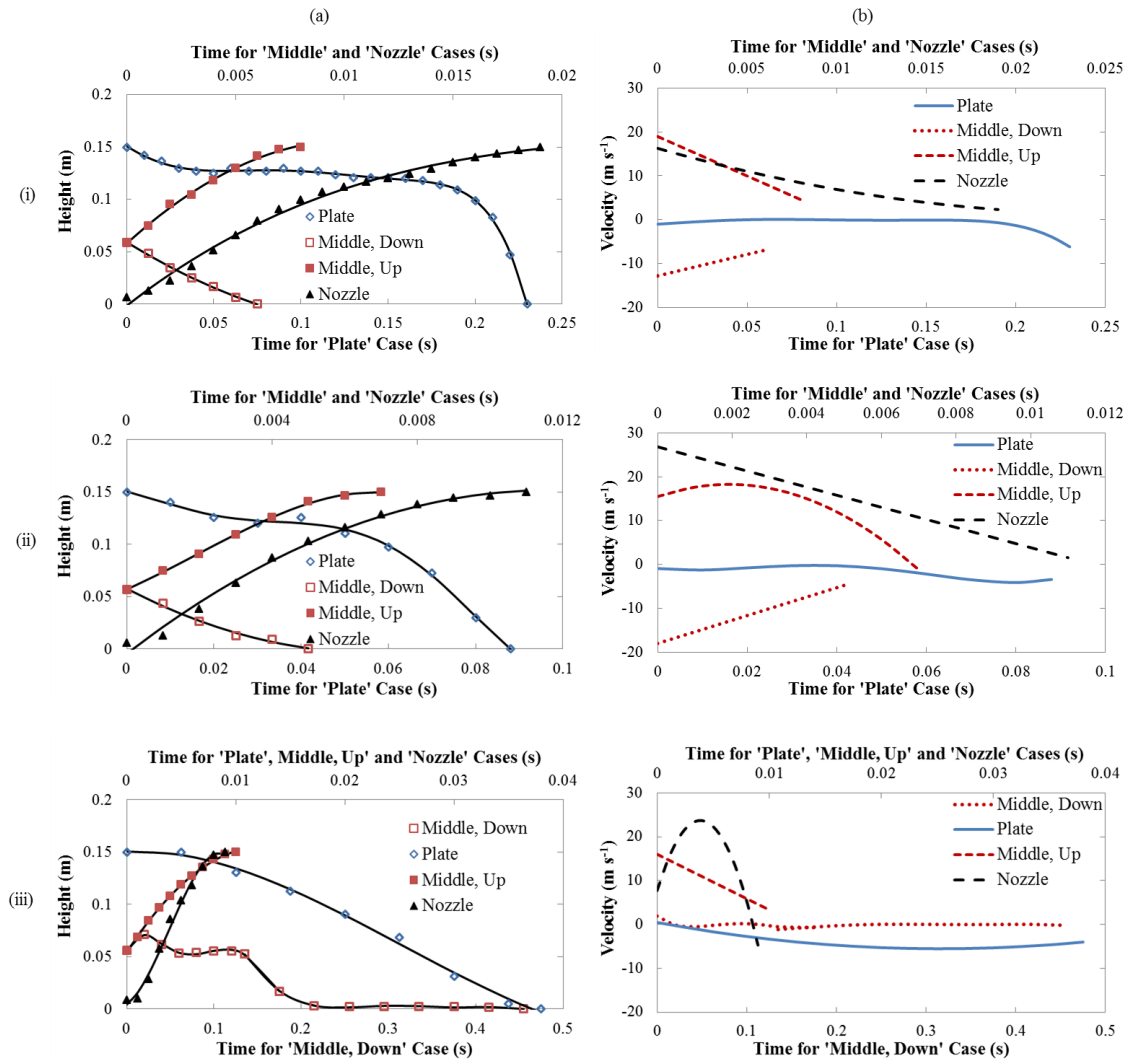 (a)
(b)
(i)
Time for 'Middle' and 'Nozzle' Cases (s)
0 0.005 0.01 0.015 0.02
Height (m)
0.2
0.15
0.1
0.05
0
Plate
Middle, Down
Middle, Up
Nozzle
0 0.05 0.1 0.15 0.2 0.25
Time for 'Plate' Case (s)
Time for 'Middle' and 'Nozzle' Cases (s)
0 0.005 0.01 0.015 0.02 0.025
Velocity (m s⁻¹)
30
20
10
0
-10
-20
Plate
Middle, Down
Middle, Up
Nozzle
0 0.05 0.1 0.15 0.2 0.25
Time for 'Plate' Case (s)
(ii)
Time for 'Middle' and 'Nozzle' Cases (s)
0 0.004 0.008 0.012
Height (m)
0.2
0.15
0.1
0.05
0
Plate
Middle, Down
Middle, Up
Nozzle
0 0.02 0.04 0.06 0.08 0.1
Time for 'Plate' Case (s)
Time for 'Middle' and 'Nozzle' Cases (s)
0 0.002 0.004 0.006 0.008 0.01 0.012
Velocity (m s⁻¹)
30
20
10
0
-10
-20
Plate
Middle, Down
Middle, Up
Nozzle
0 0.02 0.04 0.06 0.08 0.1
Time for 'Plate' Case (s)
(iii)
Time for 'Plate', Middle, Up' and 'Nozzle' Cases (s)
0 0.01 0.02 0.03 0.04
Height (m)
0.2
0.15
0.1
0.05
0
Middle, Down
Plate
Middle, Up
Nozzle
0 0.1 0.2 0.3 0.4 0.5
Time for 'Middle, Down' Case (s)
Time for 'Plate', 'Middle, Up' and 'Nozzle' Cases (s)
0 0.01 0.02 0.03 0.04
Velocity (m s⁻¹)
30
20
10
0
-10
-20
Middle, Down
Plate
Middle, Up
Nozzle
0 0.1 0.2 0.3 0.4 0.5
Time for 'Middle, Down' Case (s)